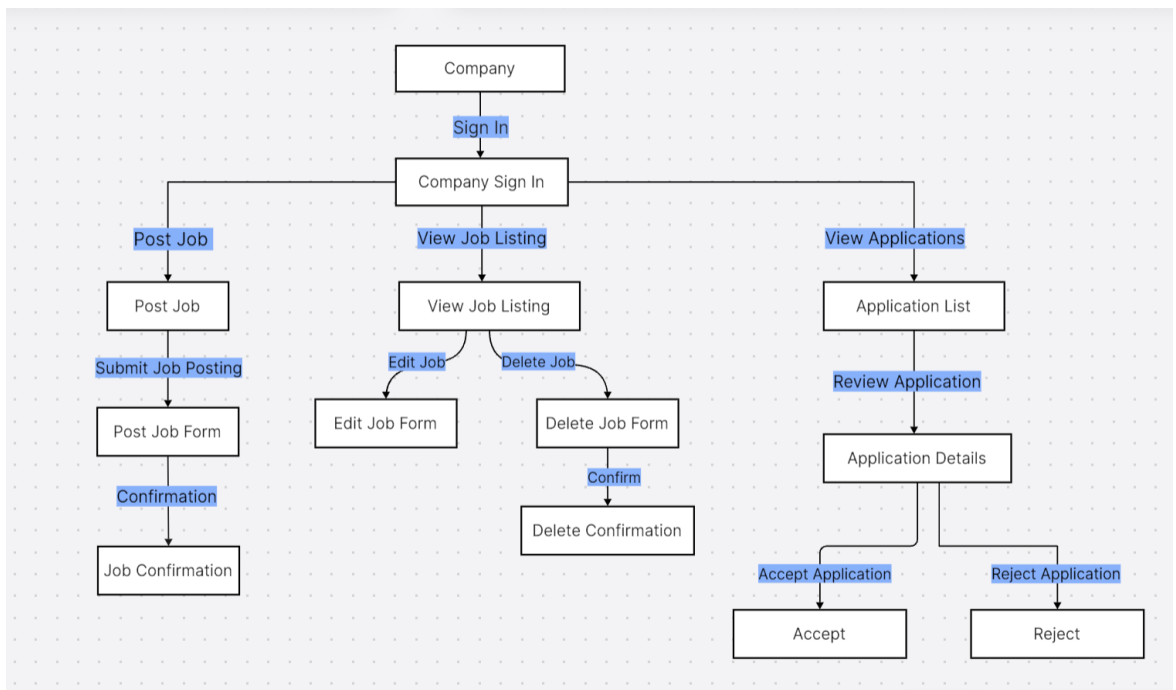 Company
Sign In
Company Sign In
Post Job
View Job Listing
View Applications
Post Job
View Job Listing
Application List
Submit Job Posting
Edit Job
Delete Job
Review Application
Post Job Form
Edit Job Form
Delete Job Form
Application Details
Confirmation
Confirm
Job Confirmation
Delete Confirmation
Accept Application
Reject Application
Accept
Reject